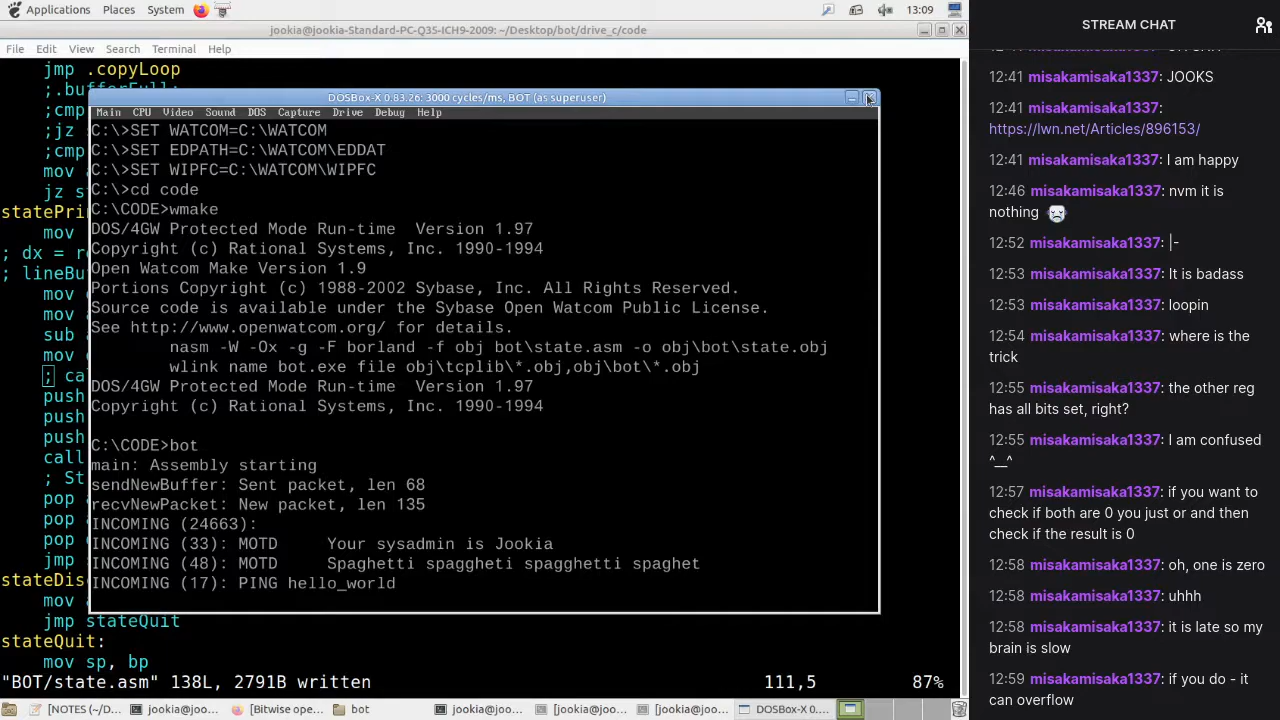 Applications Places System 13:09
jookia@jookia-Standard-PC-Q35-ICH9-2009: ~/Desktop/bot/drive_c/code
File Edit View Search Terminal Help
jmp .copyLoop
;.bufferFull:
;cmp
;jz s
;cmp
mov a
jz st
statePri
mov
; dx = re
; lineBu
mov c
mov a
sub a
mov c
; ca
push
push
push
call
; St
pop a
pop a
pop c
jmp s
stateDis
mov a
jmp stateQuit
stateQuit:
mov sp, bp
"BOT/state.asm" 138L, 2791B written 111,5 87%
DOSBox-X 0.83.26: 3000 cycles/ms, BOT (as superuser)
Main CPU Video Sound DOS Capture Drive Debug Help
C:\>SET WATCOM=C:\WATCOM
C:\>SET EDPATH=C:\WATCOM\EDDAT
C:\>SET WIPFC=C:\WATCOM\WIPFC
C:\>cd code
C:\CODE>wmake
DOS/4GW Protected Mode Run-time  Version 1.97
Copyright (c) Rational Systems, Inc. 1990-1994
Open Watcom Make Version 1.9
Portions Copyright (c) 1988-2002 Sybase, Inc. All Rights Reserved.
Source code is available under the Sybase Open Watcom Public License.
See http://www.openwatcom.org/ for details.
nasm -W -Ox -g -F borland -f obj bot\state.asm -o obj\bot\state.obj
wlink name bot.exe file obj\tcplib\*.obj,obj\bot\*.obj
DOS/4GW Protected Mode Run-time  Version 1.97
Copyright (c) Rational Systems, Inc. 1990-1994
C:\CODE>bot
main: Assembly starting
sendNewBuffer: Sent packet, len 68
recvNewPacket: New packet, len 135
INCOMING (24663):
INCOMING (33): MOTD Your sysadmin is Jookia
INCOMING (48): MOTD Spaghetti spaggheti spagghetti spaghet
INCOMING (17): PING hello_world
[NOTES (~/D...
jookia@jooki...
[Bitwise ope...
bot
jookia@jooki...
[jookia@joo...
[jookia@joo...
DOSBox-X 0....
STREAM CHAT
12:41 misakamisaka1337: JOOKS
12:41 misakamisaka1337:
https://lwn.net/Articles/896153/
12:41 misakamisaka1337: I am happy
12:46 misakamisaka1337: nvm it is
nothing
12:52 misakamisaka1337: |-
12:53 misakamisaka1337: It is badass
12:53 misakamisaka1337: loopin
12:54 misakamisaka1337: where is the
trick
12:55 misakamisaka1337: the other reg
has all bits set, right?
12:55 misakamisaka1337: I am confused
^__^
12:57 misakamisaka1337: if you want to
check if both are 0 you just or and then
check if the result is 0
12:58 misakamisaka1337: oh, one is zero
12:58 misakamisaka1337: uhhh
12:58 misakamisaka1337: it is late so my
brain is slow
12:59 misakamisaka1337: if you do - it
can overflow